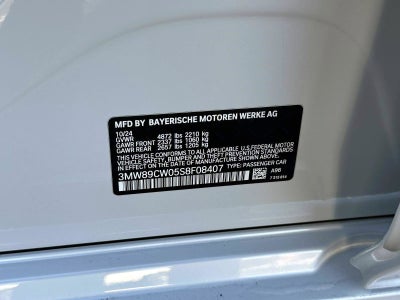 MFD BY BAYERISCHE MOTOREN WERKE AG
10/24
GVWR 4872 lbs 2210 kg
GAWR FRONT 2337 lbs 1060 kg
GAWR REAR 2657 lbs 1205 kg
THIS VEHICLE CONFORMS TO ALL APPLICABLE U.S.FEDERAL MOTOR
VEHICLE SAFETY, BUMPER AND THEFT PREVENTION
STANDARDS IN EFFECT ON THE DATE OF MANUFACTURE SHOWN ABOVE.
3MW89CW05S8F08407 TYPE: PASSENGER CAR
A96